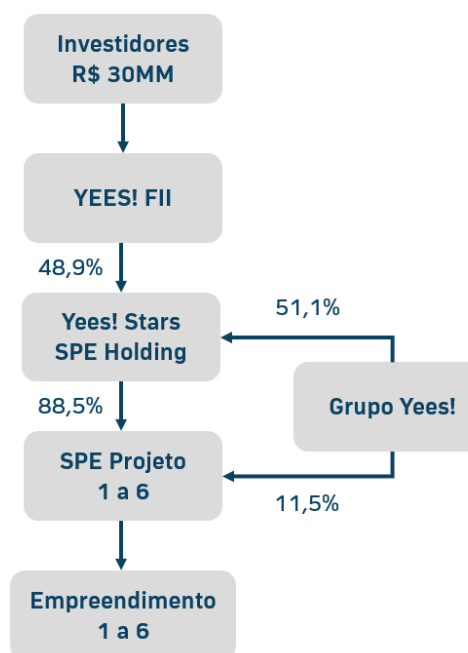 Investidores
R$ 30MM
YEES! FII
48,9%
Yees! Stars
SPE Holding
51,1%
Grupo Yees!
88,5%
SPE Projeto
1 a 6
11,5%
Empreendimento
1 a 6